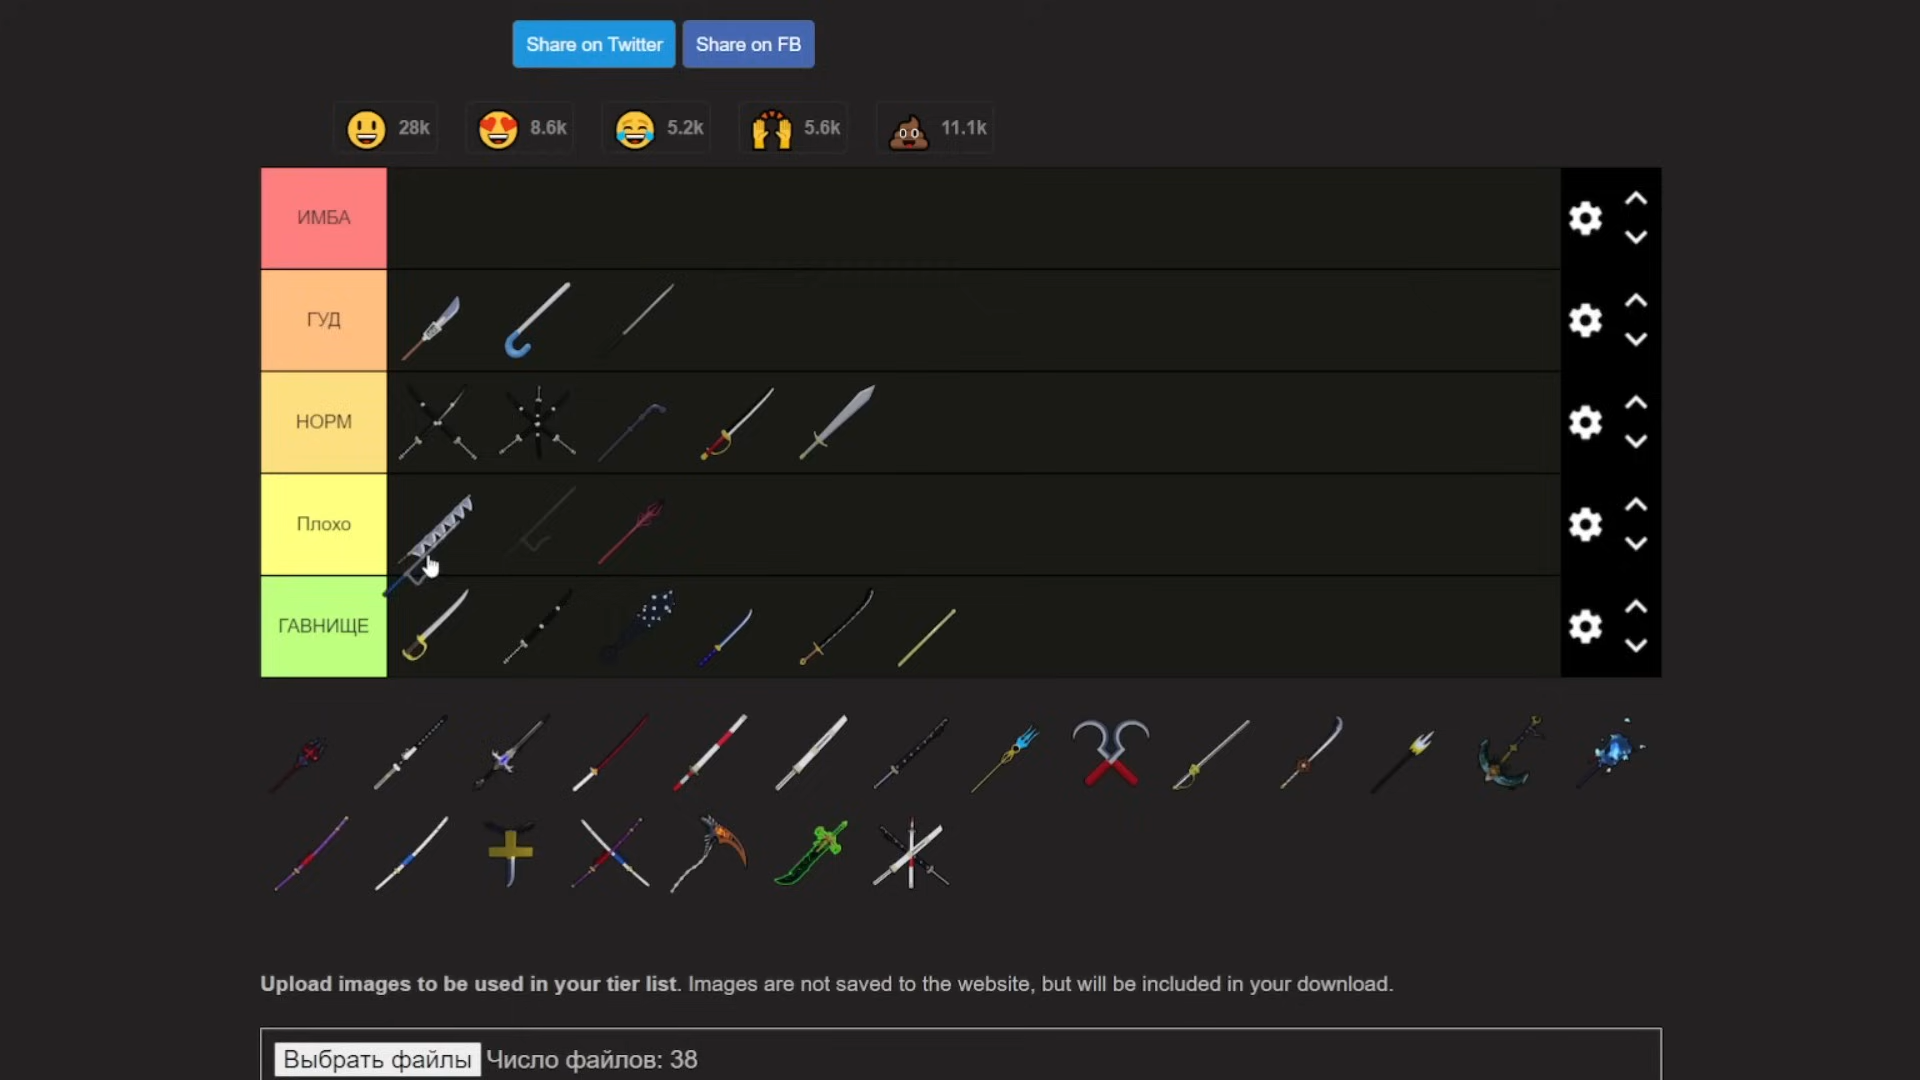 Share on Twitter Share on FB
28k 8.6k 5.2k 5.6k 11.1k
ИМБА
ГУД
НОРМ
Плохо
ГАВНИЩЕ
Upload images to be used in your tier list. Images are not saved to the website, but will be included in your download.
Выбрать файлы Число файлов: 38